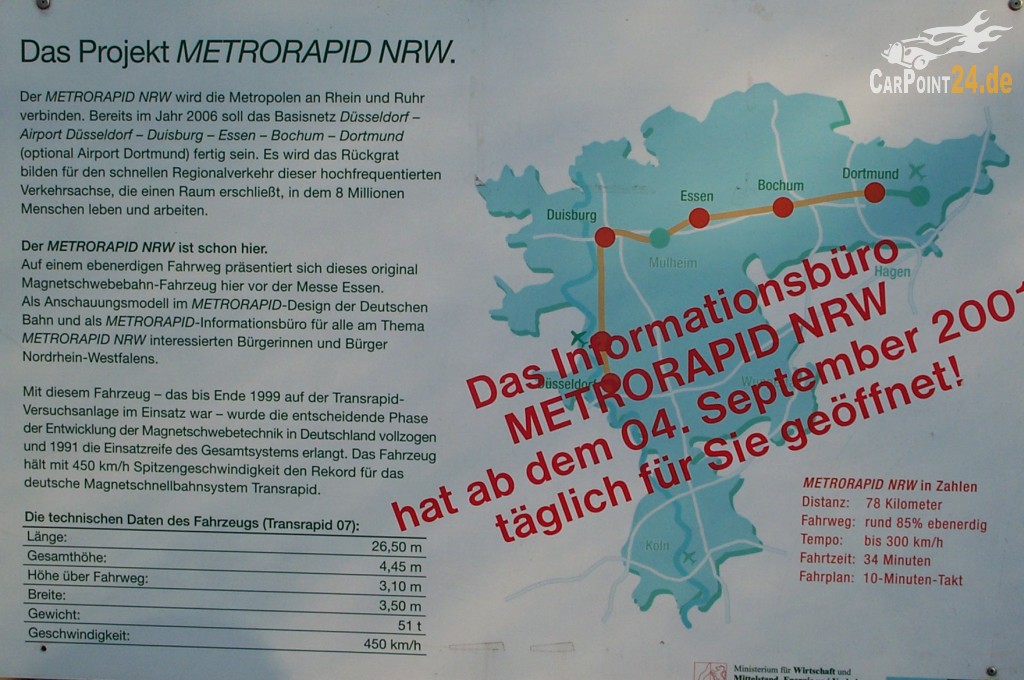 CARPOINT24.de
Das Projekt METRORAPID NRW.
Der METRORAPID NRW wird die Metropolen an Rhein und Ruhr
verbinden. Bereits im Jahr 2006 soll das Basisnetz Düsseldorf –
Airport Düsseldorf – Duisburg – Essen – Bochum – Dortmund
(optional Airport Dortmund) fertig sein. Es wird das Rückgrat
bilden für den schnellen Regionalverkehr dieser hochfrequentierten
Verkehrsachse, die einen Raum erschließt, in dem 8 Millionen
Menschen leben und arbeiten.
Der METRORAPID NRW ist schon hier.
Auf einem ebenerdigen Fahrweg präsentiert sich dieses original
Magnetschwebebahn-Fahrzeug hier vor der Messe Essen.
Als Anschauungsmodell im METRORAPID-Design der Deutschen
Bahn und als METRORAPID-Informationsbüro für alle am Thema
METRORAPID NRW interessierten Bürgerinnen und Bürger
Nordrhein-Westfalens.
Mit diesem Fahrzeug – das bis Ende 1999 auf der Transrapid-
Versuchsanlage im Einsatz war – wurde die entscheidende Phase
der Entwicklung der Magnetschwebetechnik in Deutschland vollzogen
und 1991 die Einsatzreife des Gesamtsystems erlangt. Das Fahrzeug
hält mit 450 km/h Spitzengeschwindigkeit den Rekord für das
deutsche Magnetschnellbahnsystem Transrapid.
Die technischen Daten des Fahrzeugs (Transrapid 07):
Länge: 26,50 m
Gesamthöhe: 4,45 m
Höhe über Fahrweg: 3,10 m
Breite: 3,50 m
Gewicht: 51 t
Geschwindigkeit: 450 km/h
Dortmund
Bochum
Essen
Duisburg
Mülheim
Hagen
Düsseldorf
Köln
Das Informationsbüro
METRORAPID NRW
hat ab dem 04. September 2001
täglich für Sie geöffnet!
METRORAPID NRW in Zahlen
Distanz: 78 Kilometer
Fahrweg: rund 85% ebenerdig
Tempo: bis 300 km/h
Fahrtzeit: 34 Minuten
Fahrplan: 10-Minuten-Takt
Ministerium für Wirtschaft und
Mittelstand, Energie und